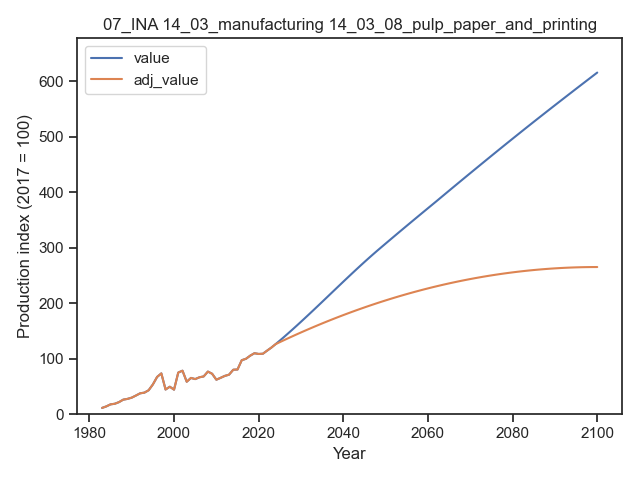 07_INA 14_03_manufacturing 14_03_08_pulp_paper_and_printing
value
adj_value
Production index (2017 = 100)
600
500
400
300
200
100
0
1980 2000 2020 2040 2060 2080 2100
Year